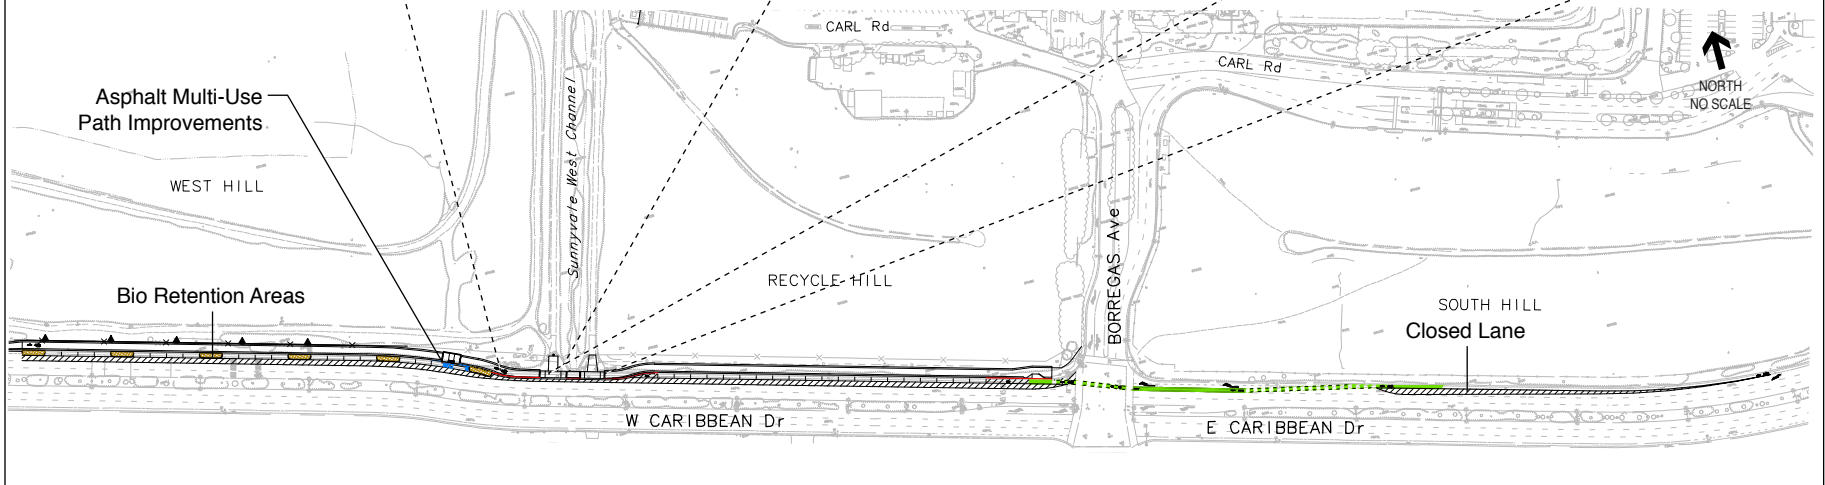 CARL Rd
CARL Rd
NORTH
NO SCALE
Asphalt Multi-Use
Path Improvements
Sunnyvale West Channel
WEST HILL
BORREGAS Ave
RECYCLE HILL
Bio Retention Areas
SOUTH HILL
Closed Lane
W CARIBBEAN Dr
E CARIBBEAN Dr